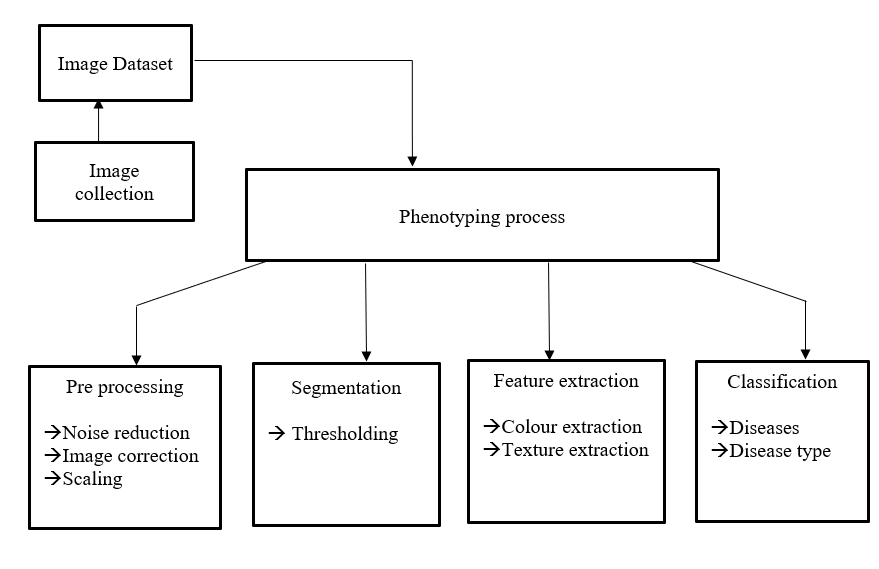 Image Dataset
Image
collection
Phenotyping process
Pre processing
→Noise reduction
→Image correction
→Scaling
Segmentation
→ Thresholding
Feature extraction
→Colour extraction
→Texture extraction
Classification
→Diseases
→Disease type